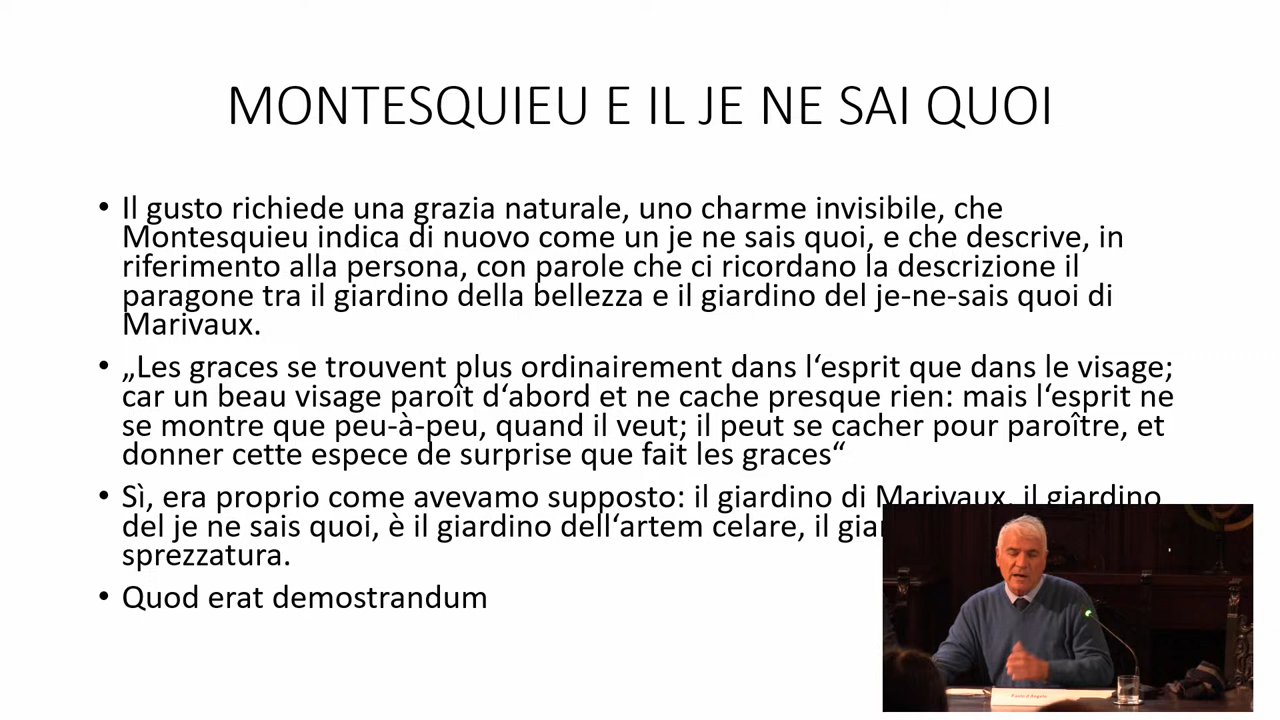 MONTESQUIEU E IL JE NE SAI QUOI
• Il gusto richiede una grazia naturale, uno charme invisibile, che
Montesquieu indica di nuovo come un je ne sais quoi, e che descrive, in
riferimento alla persona, con parole che ci ricordano la descrizione il
paragone tra il giardino della bellezza e il giardino del je-ne-sais quoi di
Marivaux.
• „Les graces se trouvent plus ordinairement dans l‘esprit que dans le visage;
car un beau visage paroît d‘abord et ne cache presque rien: mais l‘esprit ne
se montre que peu-à-peu, quand il veut; il peut se cacher pour paroître, et
donner cette espece de surprise que fait les graces“
• Sì, era proprio come avevamo supposto: il giardino di Marivaux, il giardino
del je ne sais quoi, è il giardino dell‘artem celare, il
sprezzatura.
• Quod erat demostrandum